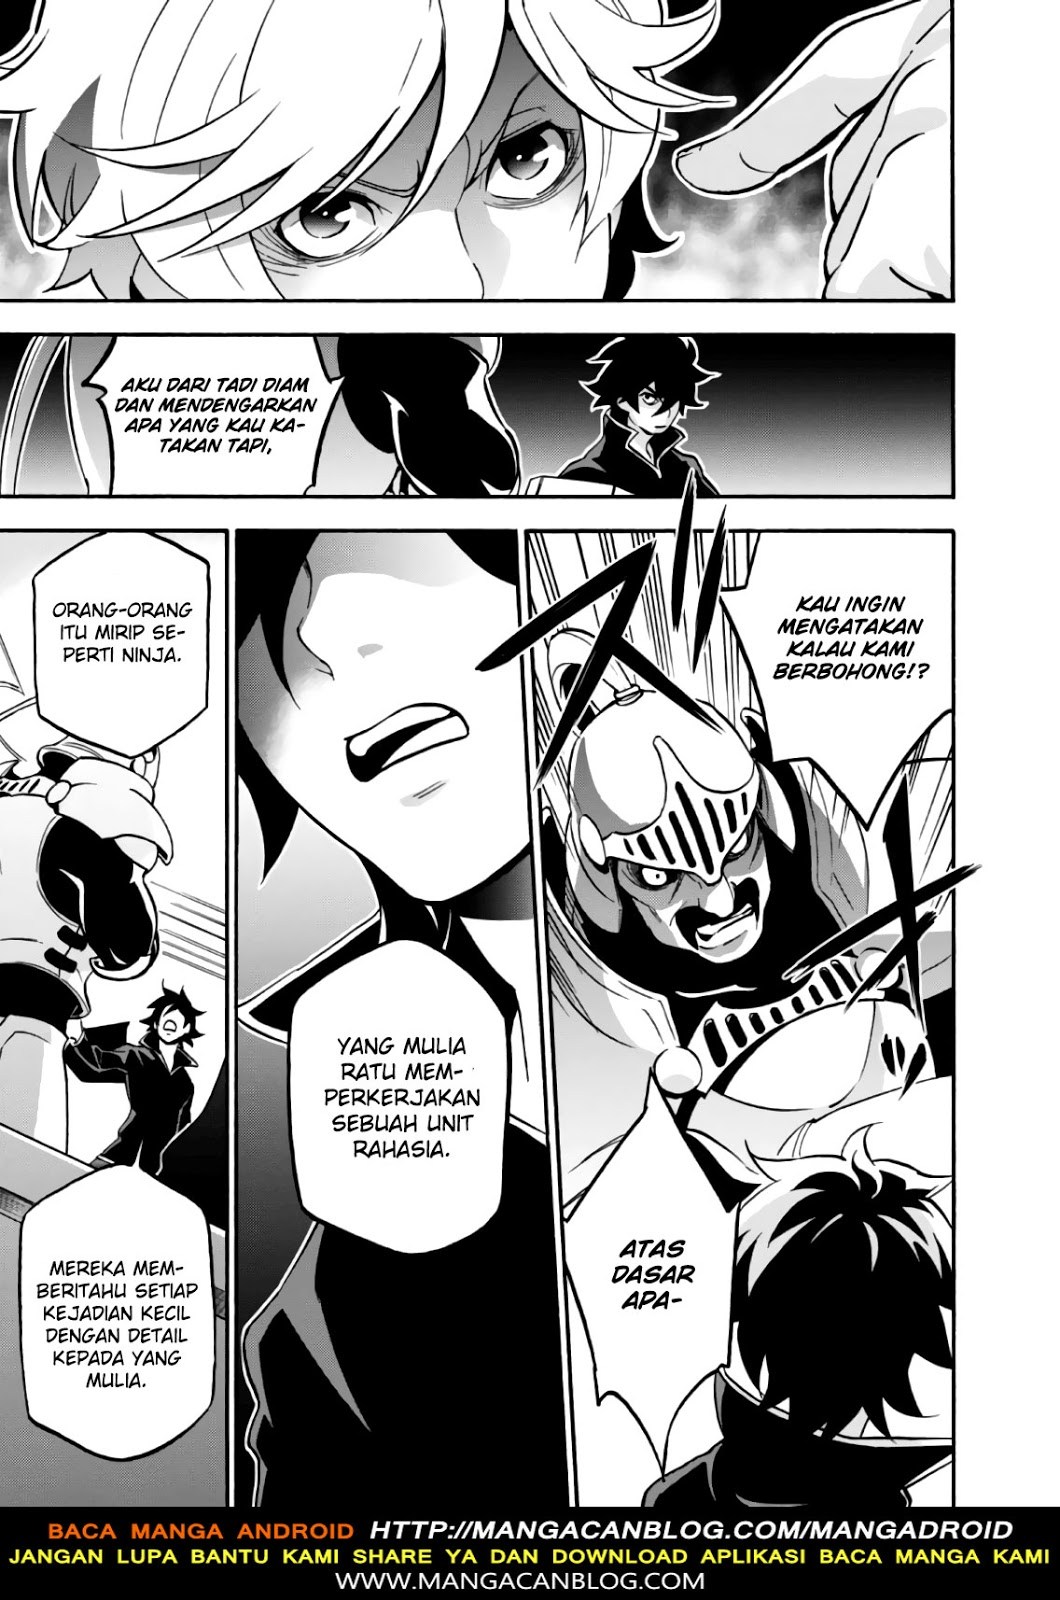 AKU DARI TADI DIAM
DAN MENDENGARKAN
APA YANG KAU KA-
TAKAN TAPI,
KAU INGIN
MENGATAKAN
KALAU KAMI
BERBOHONG!?
ATAS
DASAR
APA-
YANG MULIA
RATU MEM-
PERKERJAKAN
SEBUAH UNIT
RAHASIA.
ORANG-ORANG
ITU MIRIP SE-
PERTI NINJA.
MEREKA MEM-
BERITAHU SETIAP
KEJADIAN KECIL
DENGAN DETAIL
KEPADA YANG
MULIA.
BACA MANGA ANDROID HTTP://MANGACANBLOG.COM/MANGADROID
JANGAN LUPA BANTU KAMI SHARE YA DAN DOWNLOAD APLIKASI BACA MANGA KAMI
WWW.MANGACANBLOG.COM